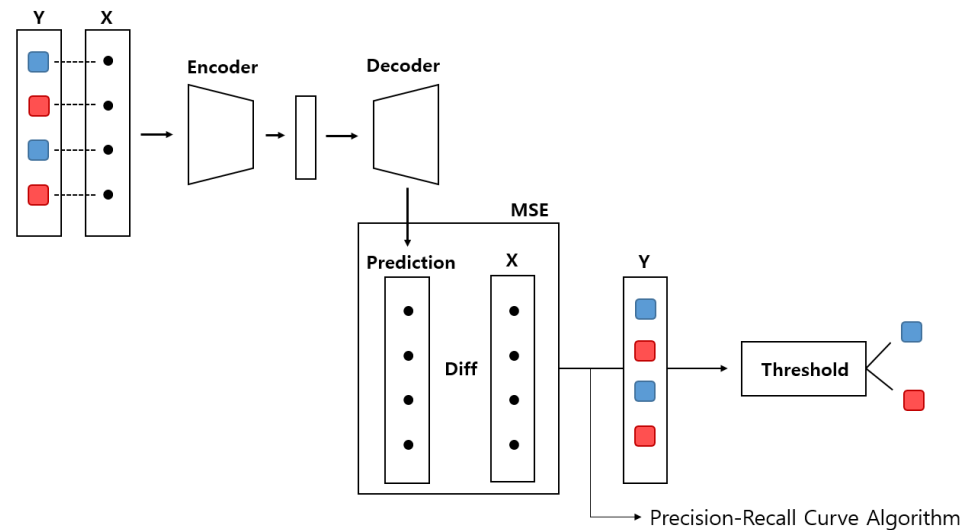 Y
X
Encoder
Decoder
MSE
Prediction
X
Y
Diff
Threshold
Precision-Recall Curve Algorithm